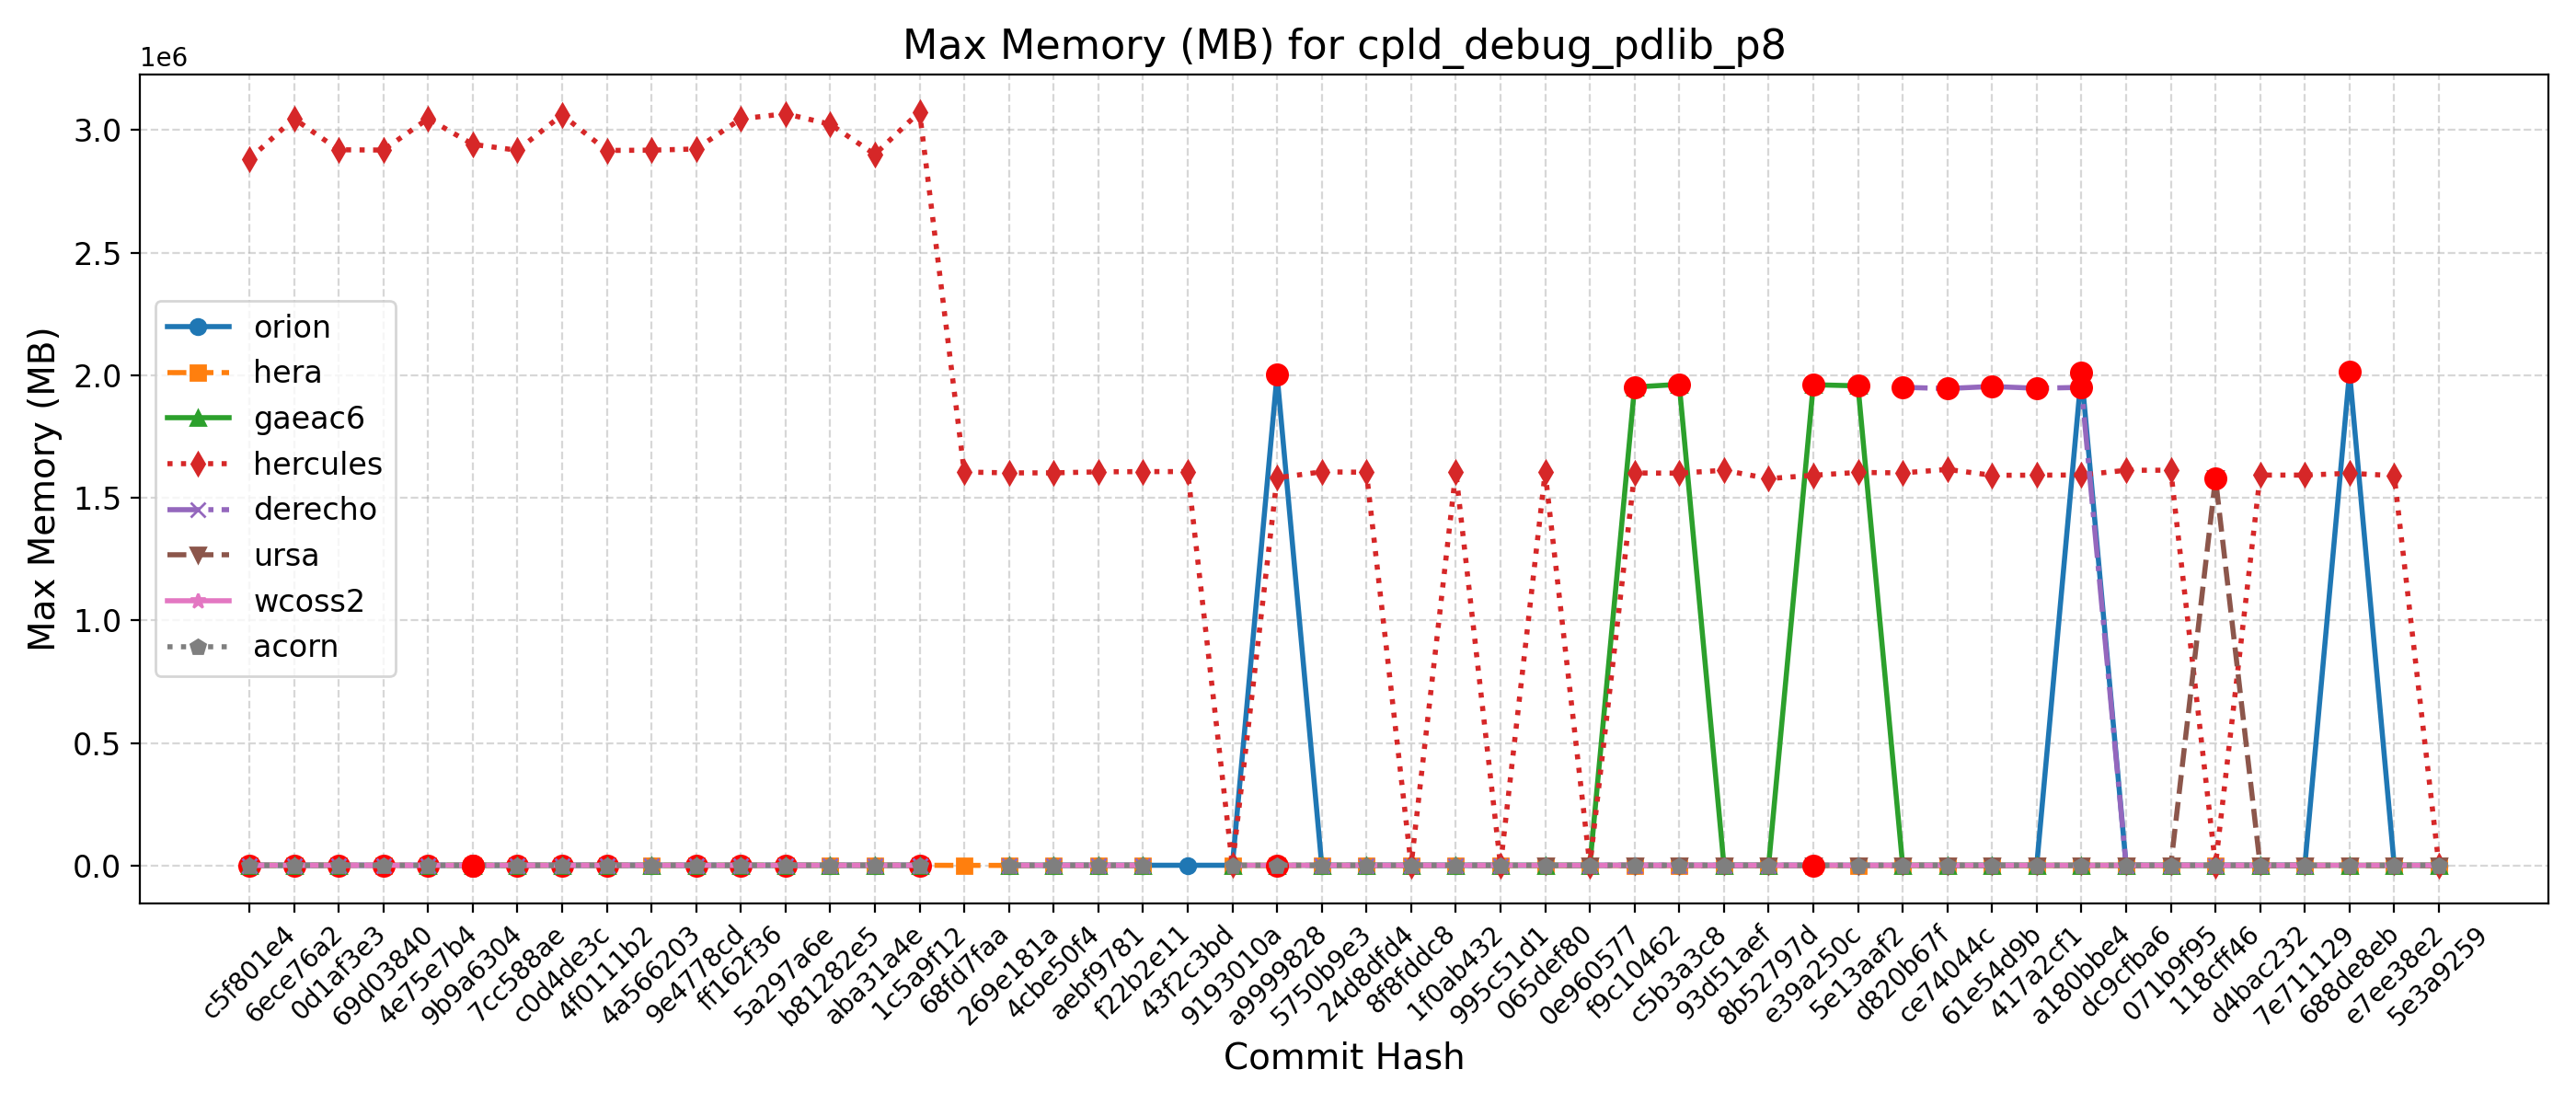 Max Memory (MB) for cpld_debug_pdlib_p8
1e6
3.0
2.5
2.0
1.5
1.0
0.5
0.0
Max Memory (MB)
orion
hera
gaeac6
hercules
derecho
ursa
wcoss2
acorn
c5f801e4
6ece76a2
0d1af3e3
69d03840
4e75e7b4
9b9a6304
7cc588ae
c0d4de3c
4f0111b2
4a566203
9e4778cd
ff162f36
5a297a6e
b81282e5
aba31a4e
1c5a9f12
68fd7faa
269e181a
4cbe50f4
aebf9781
f22b2e11
43f2c3bd
9193010a
a9999828
5750b9e3
24d8dfd4
8f8fddc8
1f0ab432
995c51d1
065def80
0e960577
f9c10462
c5b3a3c8
93d51aef
8b52797d
e39a250c
5e13aaf2
d820b67f
ce74044c
61e54d9b
417a2cf1
a180bbe4
dc9cfba6
071b9f95
118cff46
d4bac232
7e711129
688de8eb
e7ee38e2
5e3a9259
Commit Hash